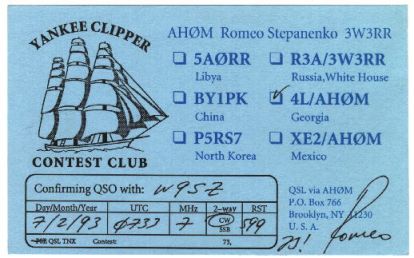 YANKEE CLIPPER
CONTEST CLUB
AHØM Romeo Stepanenko 3W3RR
5AØRR
Libya
R3A/3W3RR
Russia, White House
BY1PK
China
4L/AHØM
Georgia
P5RS7
North Korea
XE2/AHØM
Mexico
Confirming QSO with: W9SZ
Day/Month/Year UTC MHz 2-way RST
7/2/93 0733 7 CW SSB 599
PSE QSL TNX Contest: 73,
QSL via AHØM
P.O. Box 766
Brooklyn, NY 11230
U. S. A.
73! Romeo